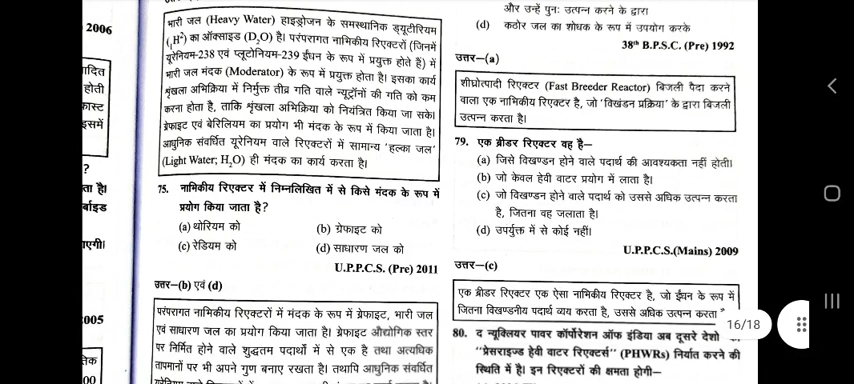 2006
ादित
होती
कास्ट
इसमें
?
ता है।
र्बाइड
ाएगी।
2005
भारी जल (Heavy Water) हाइड्रोजन के समस्थानिक ड्यूटीरियम
(₁H²) का ऑक्साइड (D₂O) है। परंपरागत नाभिकीय रिएक्टरों (जिनमें
यूरेनियम-238 एवं प्लूटोनियम-239 ईंधन के रूप में प्रयुक्त होते हैं) में
भारी जल मंदक (Moderator) के रूप में प्रयुक्त होता है। इसका कार्य
शृंखला अभिक्रिया में निर्मुक्त तीव्र गति वाले न्यूट्रॉनों की गति को कम
करना होता है, ताकि शृंखला अभिक्रिया को नियंत्रित किया जा सके।
ग्रेफाइट एवं बेरिलियम का प्रयोग भी मंदक के रूप में किया जाता है।
आधुनिक संवर्धित यूरेनियम वाले रिएक्टरों में सामान्य 'हल्का जल'
(Light Water; H₂O) ही मंदक का कार्य करता है।
75. नाभिकीय रिएक्टर में निम्नलिखित में से किसे मंदक के रूप में
प्रयोग किया जाता है?
(a) थोरियम को (b) ग्रेफाइट को
(c) रेडियम को (d) साधारण जल को
U.P.P.C.S. (Pre) 2011
उत्तर–(b) एवं (d)
परंपरागत नाभिकीय रिएक्टरों में मंदक के रूप में ग्रेफाइट, भारी जल
एवं साधारण जल का प्रयोग किया जाता है। ग्रेफाइट औद्योगिक स्तर
पर निर्मित होने वाले शुद्धतम पदार्थों में से एक है तथा अत्यधिक
तापमानों पर भी अपने गुण बनाए रखता है। तथापि आधुनिक संवर्धित
और उन्हें पुनः उत्पन्न करने के द्वारा
(d) कठोर जल का शोधक के रूप में उपयोग करके
38th B.P.S.C. (Pre) 1992
उत्तर–(a)
शीघ्रोत्पादी रिएक्टर (Fast Breeder Reactor) बिजली पैदा करने
वाला एक नाभिकीय रिएक्टर है, जो 'विखंडन प्रक्रिया' के द्वारा बिजली
उत्पन्न करता है।
79. एक ब्रीडर रिएक्टर वह है–
(a) जिसे विखण्डन होने वाले पदार्थ की आवश्यकता नहीं होती।
(b) जो केवल हेवी वाटर प्रयोग में लाता है।
(c) जो विखण्डन होने वाले पदार्थ को उससे अधिक उत्पन्न करता
है, जितना वह जलाता है।
(d) उपर्युक्त में से कोई नहीं।
U.P.P.C.S.(Mains) 2009
उत्तर–(c)
एक ब्रीडर रिएक्टर एक ऐसा नाभिकीय रिएक्टर है, जो ईंधन के रूप में
जितना विखण्डनीय पदार्थ व्यय करता है, उससे अधिक उत्पन्न करता
16/18
80. द न्यूक्लियर पावर कॉर्पोरेशन ऑफ इंडिया अब दूसरे देशो
''प्रेसराइज्ड हेवी वाटर रिएक्टर्स'' (PHWRs) निर्यात करने की
स्थिति में है। इन रिएक्टरों की क्षमता होगी–